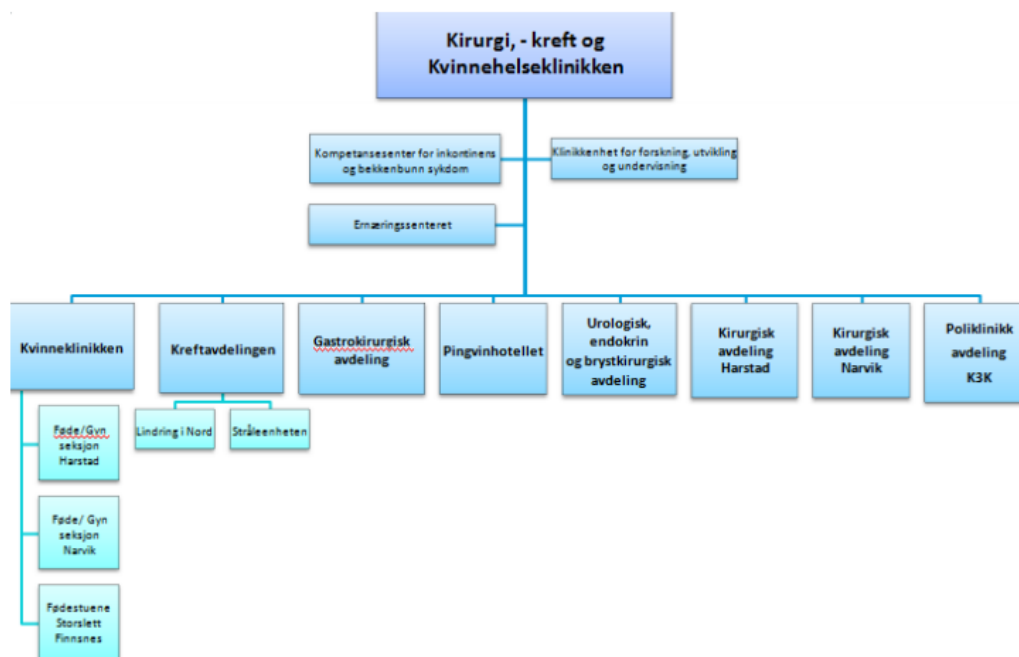 Kirurgi, - kreft og
Kvinnehelseklinikken
Kompetansesenter for inkontinens
og bekkenbunn sykdom
Klinikkenhet for forskning, utvikling
og undervisning
Ernæringssenteret
Kvinneklinikken
Kreftavdelingen
Gastrokirurgisk
avdeling
Pingvinhotellet
Urologisk,
endokrin
og brystkirurgisk
avdeling
Kirurgisk
avdeling
Harstad
Kirurgisk
avdeling
Narvik
Poliklinikk
avdeling
K3K
Føde/Gyn
seksjon
Harstad
Lindring i Nord
Stråleenheten
Føde/ Gyn
seksjon
Narvik
Fødestuene
Storslett
Finnsnes